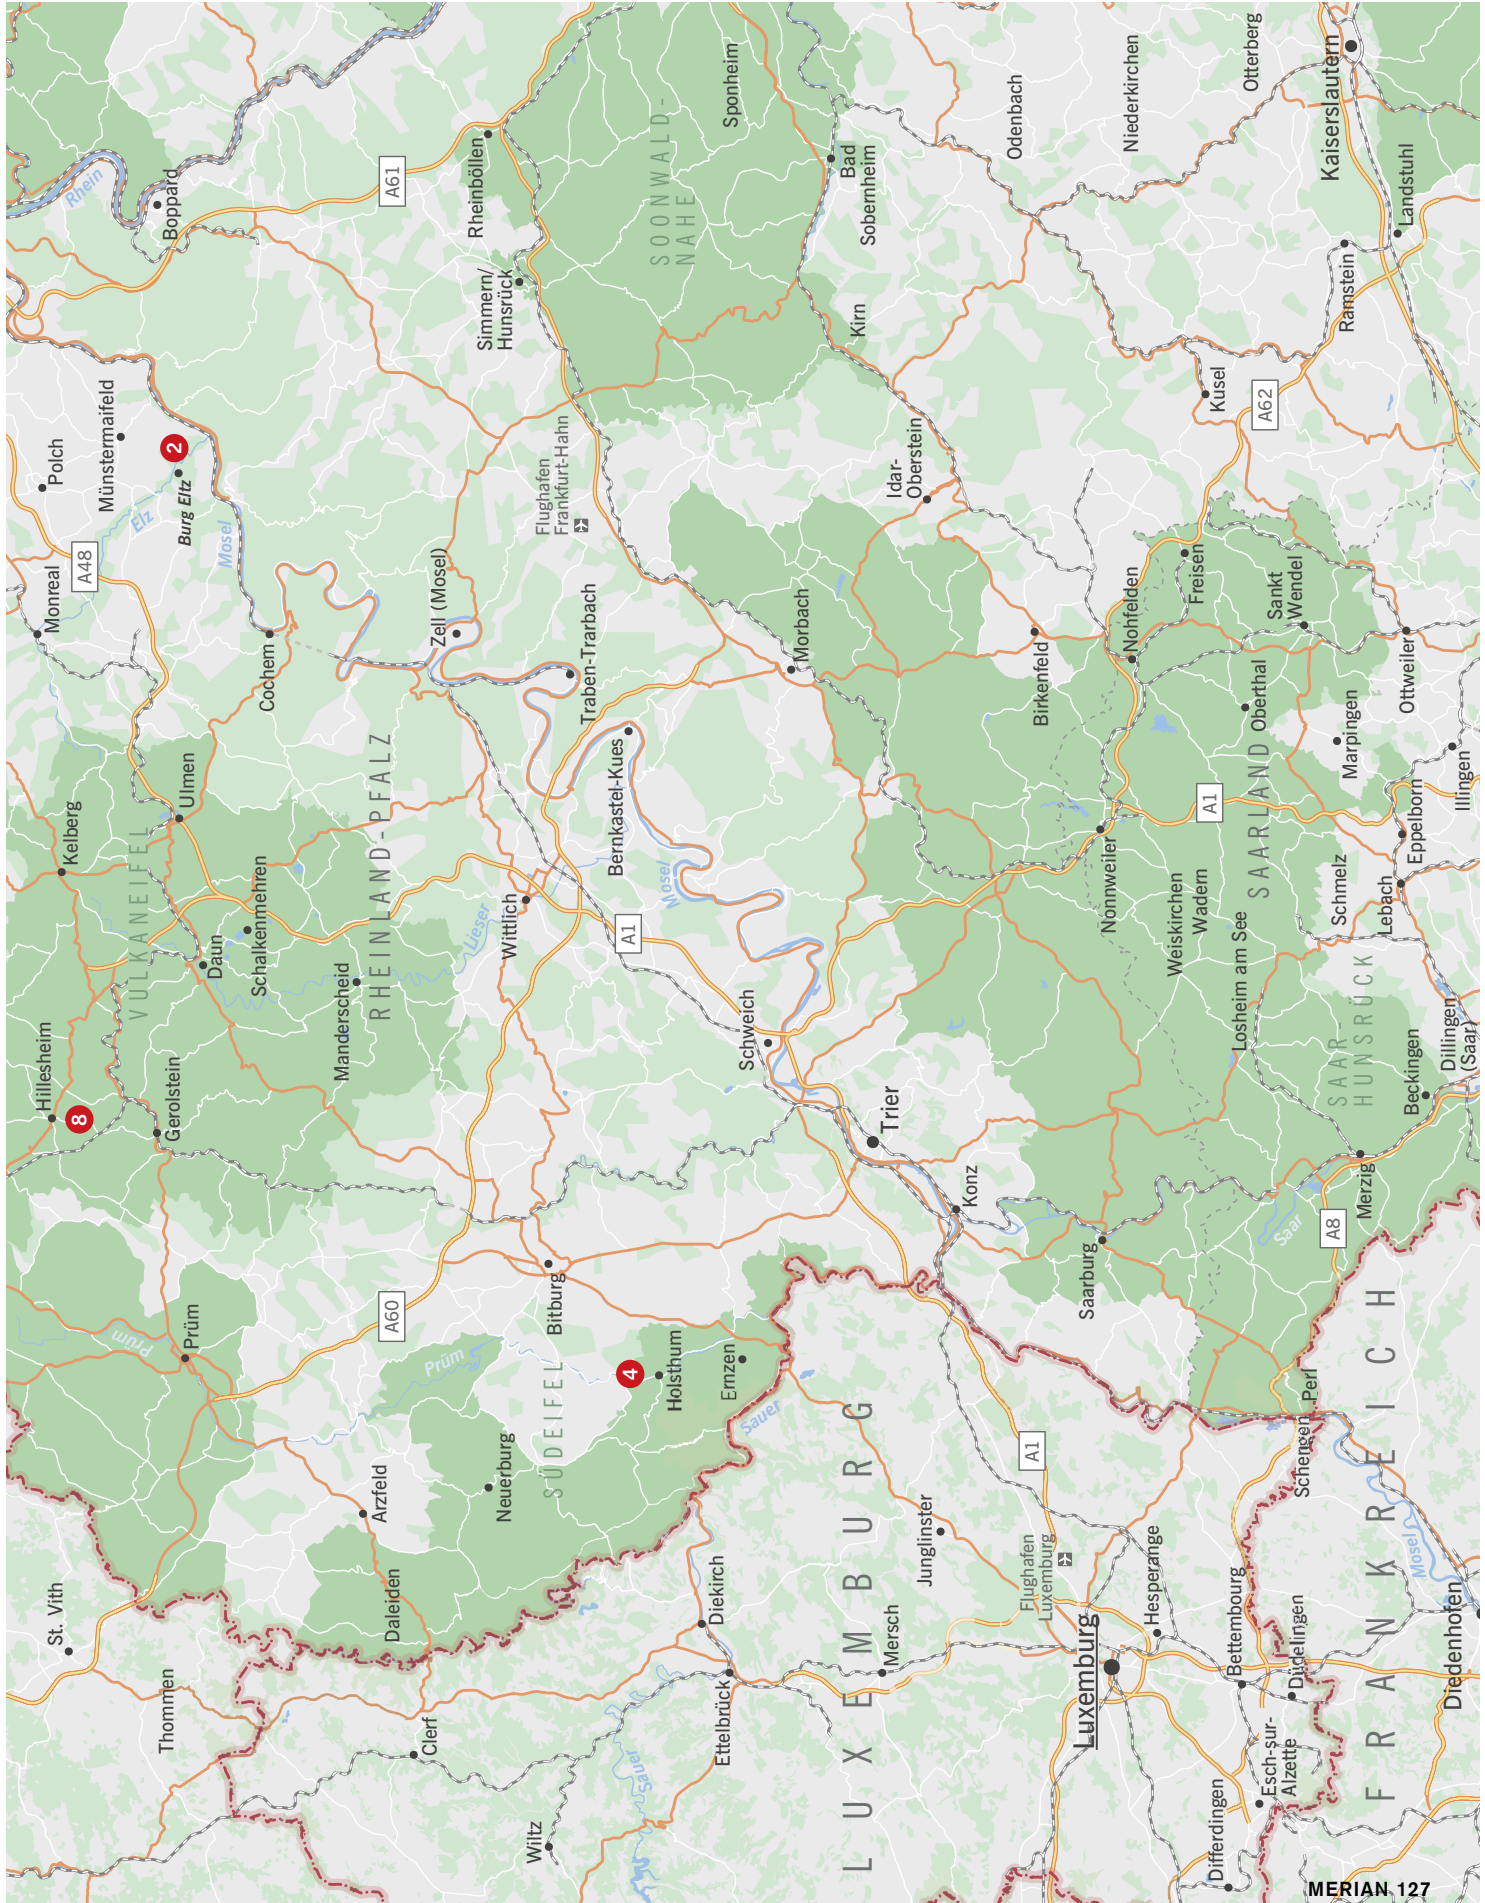 St. Vith
Thommen
Clerf
Wiltz
Sauer
Ettelbrück
Diekirch
Daleiden
Arzfeld
Neuerburg
SÜDEIFEL
Prüm
Prüm
Prüm
A60
Bitburg
4
Holsthum
Ernzen
Sauer
LUXEMBURG
Mersch
Junglinster
Flughafen
Luxemburg
Luxemburg
Hesperange
Bettembourg
Düdelingen
Esch-sur-
Alzette
Differdingen
A1
Schengen
Perl
FRANKREICH
Mosel
Diedenhofen
Hillesheim
8
Gerolstein
VULKANEIFEL
Kelberg
Ulmen
Daun
Schalkenmehren
Manderscheid
RHEINLAND-PFALZ
Lieser
Wittlich
A1
Schweich
Trier
Konz
Saarburg
Saar
A8
Merzig
Beckingen
Dillingen
(Saar)
SAAR-
HUNSRÜCK
Losheim am See
Weiskirchen
Wadern
Nonnweiler
A1
SAARLAND
Schmelz
Lebach
Eppelborn
Illingen
Marpingen
Oberthal
Ottweiler
Sankt
Wendel
Freisen
Nohfelden
Birkenfeld
Morbach
Mosel
Bernkastel-Kues
Traben-Trarbach
Zell (Mosel)
Cochem
Monreal
A48
Polch
Münstermaifeld
2
Burg Eltz
Elz
Mosel
Rhein
Boppard
A61
Rheinböllen
Simmern/
Hunsrück
Flughafen
Frankfurt-Hahn
SOONWALD-
NAHE
Sponheim
Bad
Sobernheim
Kirn
Idar-
Oberstein
Odenbach
Niederkirchen
Otterberg
Kaiserslautern
Landstuhl
Ramstein
Kusel
A62
MERIAN 127